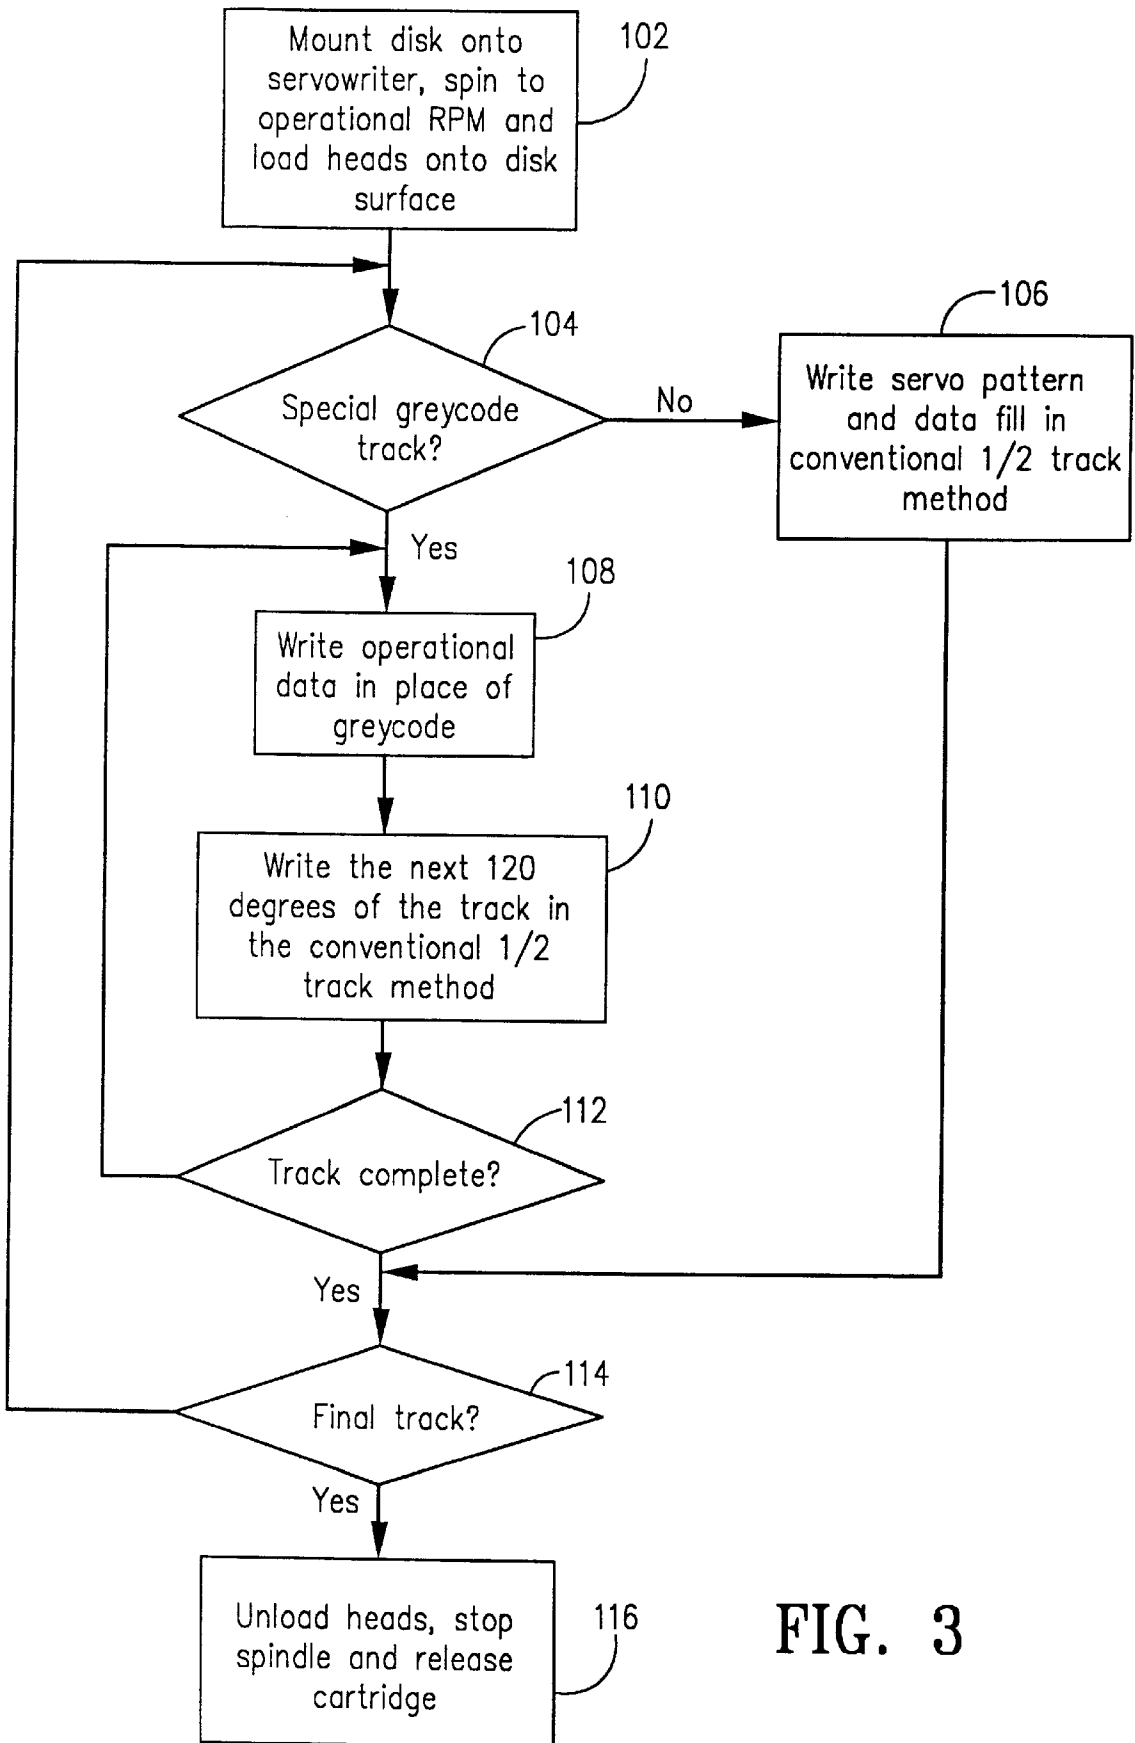 Mount disk onto
servowriter, spin to
operational RPM and
load heads onto disk
surface
102
104
Special greycode
track?
No
106
Write servo pattern
and data fill in
conventional 1/2 track
method
Yes
108
Write operational
data in place of
greycode
110
Write the next 120
degrees of the track in
the conventional 1/2
track method
112
Track complete?
Yes
114
Final track?
Yes
116
Unload heads, stop
spindle and release
cartridge
FIG. 3